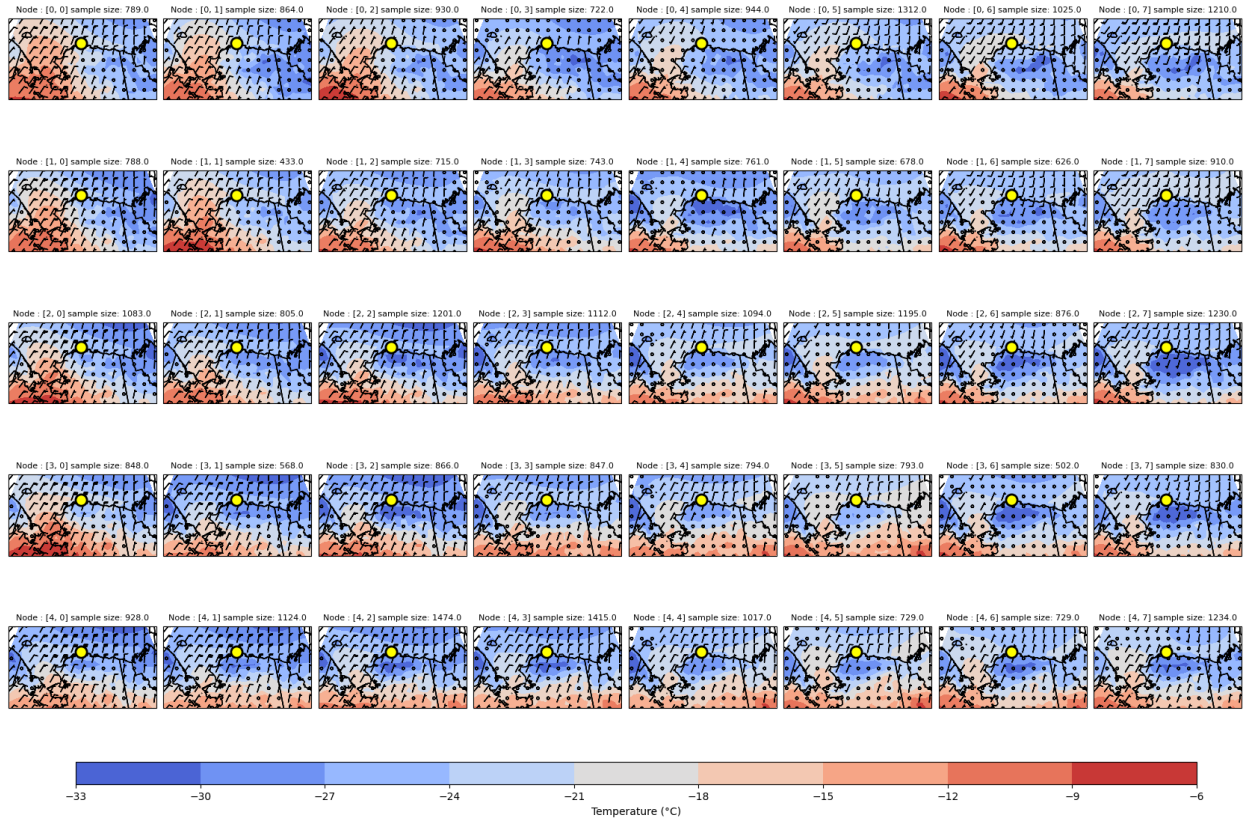 Node : [0, 0] sample size: 789.0
Node : [0, 1] sample size: 864.0
Node : [0, 2] sample size: 930.0
Node : [0, 3] sample size: 722.0
Node : [0, 4] sample size: 944.0
Node : [0, 5] sample size: 1312.0
Node : [0, 6] sample size: 1025.0
Node : [0, 7] sample size: 1210.0
Node : [1, 0] sample size: 788.0
Node : [1, 1] sample size: 433.0
Node : [1, 2] sample size: 715.0
Node : [1, 3] sample size: 743.0
Node : [1, 4] sample size: 761.0
Node : [1, 5] sample size: 678.0
Node : [1, 6] sample size: 626.0
Node : [1, 7] sample size: 910.0
Node : [2, 0] sample size: 1083.0
Node : [2, 1] sample size: 805.0
Node : [2, 2] sample size: 1201.0
Node : [2, 3] sample size: 1112.0
Node : [2, 4] sample size: 1094.0
Node : [2, 5] sample size: 1195.0
Node : [2, 6] sample size: 876.0
Node : [2, 7] sample size: 1230.0
Node : [3, 0] sample size: 848.0
Node : [3, 1] sample size: 568.0
Node : [3, 2] sample size: 866.0
Node : [3, 3] sample size: 847.0
Node : [3, 4] sample size: 794.0
Node : [3, 5] sample size: 793.0
Node : [3, 6] sample size: 502.0
Node : [3, 7] sample size: 830.0
Node : [4, 0] sample size: 928.0
Node : [4, 1] sample size: 1124.0
Node : [4, 2] sample size: 1474.0
Node : [4, 3] sample size: 1415.0
Node : [4, 4] sample size: 1017.0
Node : [4, 5] sample size: 729.0
Node : [4, 6] sample size: 729.0
Node : [4, 7] sample size: 1234.0
−33 −30 −27 −24 −21 −18 −15 −12 −9 −6
Temperature (°C)